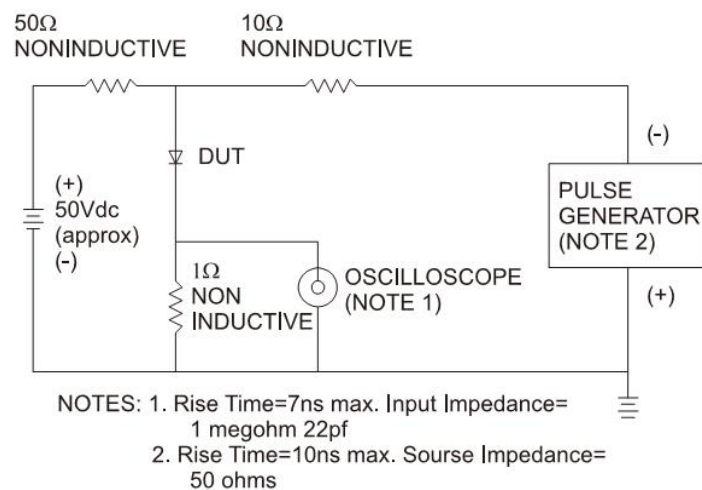 50Ω
NONINDUCTIVE
10Ω
NONINDUCTIVE
DUT
(-)
PULSE
GENERATOR
(NOTE 2)
(+)
(+)
50Vdc
(approx)
(-)
1Ω
NON
INDUCTIVE
OSCILLOSCOPE
(NOTE 1)
NOTES: 1. Rise Time=7ns max. Input Impedance=
1 megohm 22pf
2. Rise Time=10ns max. Sourse Impedance=
50 ohms